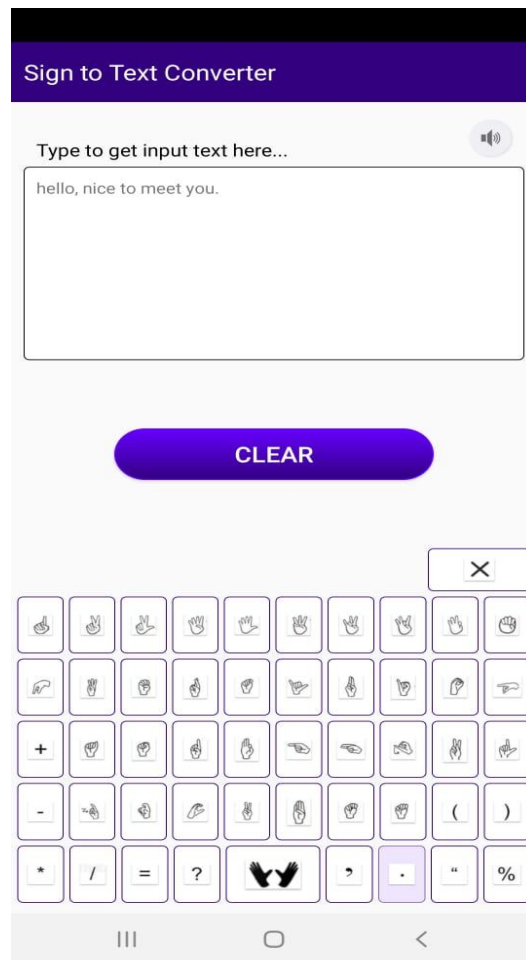 Sign to Text Converter
Type to get input text here...
hello, nice to meet you.
CLEAR
+
- ( )
* / = ? , . “ %